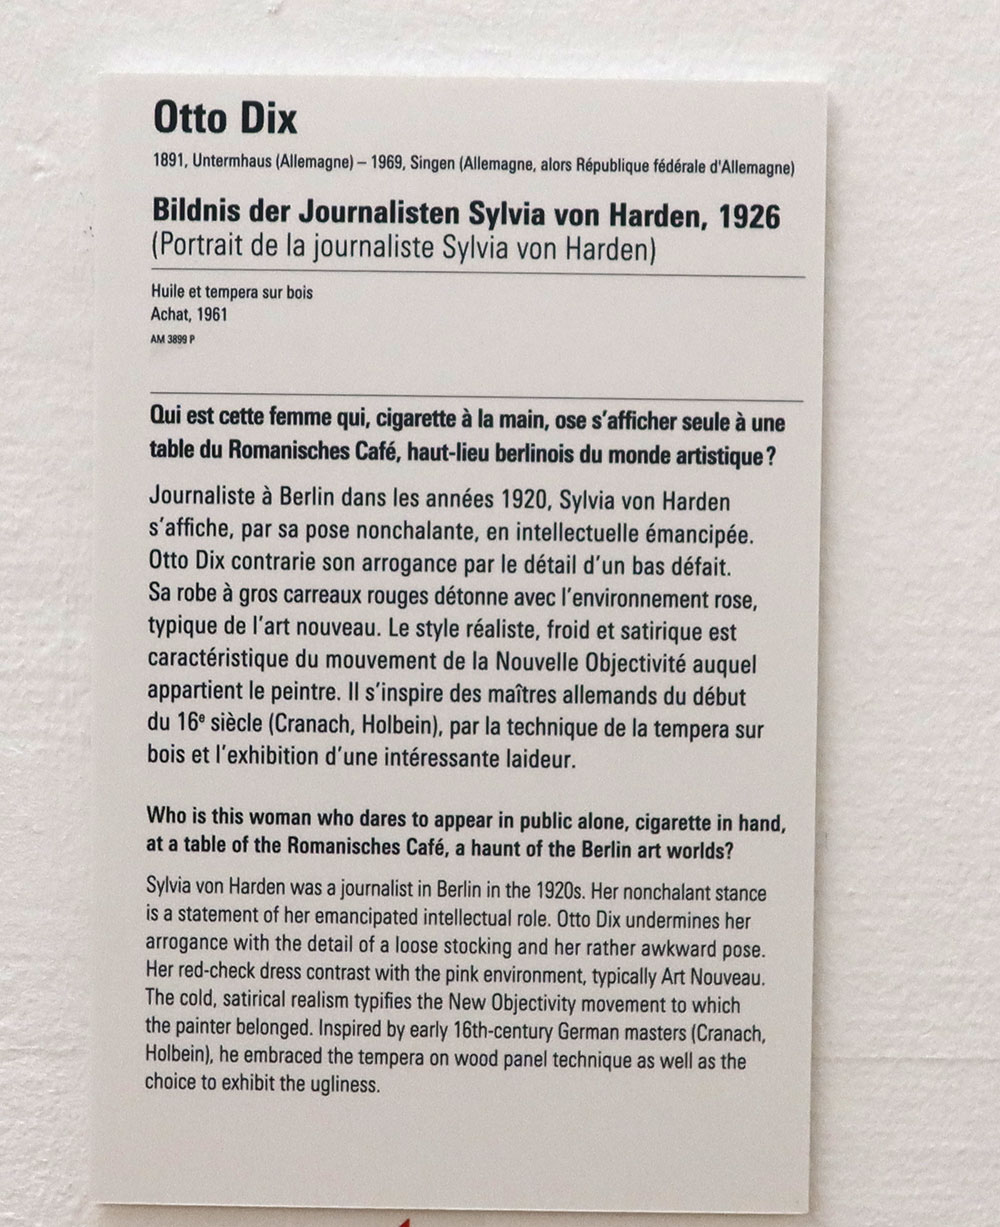 Otto Dix
1891, Untermhaus (Allemagne) – 1969, Singen (Allemagne, alors République fédérale d'Allemagne)
Bildnis der Journalisten Sylvia von Harden, 1926
(Portrait de la journaliste Sylvia von Harden)
Huile et tempera sur bois
Achat, 1961
AM 3899 P
Qui est cette femme qui, cigarette à la main, ose s’afficher seule à une
table du Romanisches Café, haut-lieu berlinois du monde artistique ?
Journaliste à Berlin dans les années 1920, Sylvia von Harden
s’affiche, par sa pose nonchalante, en intellectuelle émancipée.
Otto Dix contrarie son arrogance par le détail d’un bas défait.
Sa robe à gros carreaux rouges détonne avec l’environnement rose,
typique de l’art nouveau. Le style réaliste, froid et satirique est
caractéristique du mouvement de la Nouvelle Objectivité auquel
appartient le peintre. Il s’inspire des maîtres allemands du début
du 16e siècle (Cranach, Holbein), par la technique de la tempera sur
bois et l’exhibition d’une intéressante laideur.
Who is this woman who dares to appear in public alone, cigarette in hand,
at a table of the Romanisches Café, a haunt of the Berlin art worlds?
Sylvia von Harden was a journalist in Berlin in the 1920s. Her nonchalant stance
is a statement of her emancipated intellectual role. Otto Dix undermines her
arrogance with the detail of a loose stocking and her rather awkward pose.
Her red-check dress contrast with the pink environment, typically Art Nouveau.
The cold, satirical realism typifies the New Objectivity movement to which
the painter belonged. Inspired by early 16th-century German masters (Cranach,
Holbein), he embraced the tempera on wood panel technique as well as the
choice to exhibit the ugliness.